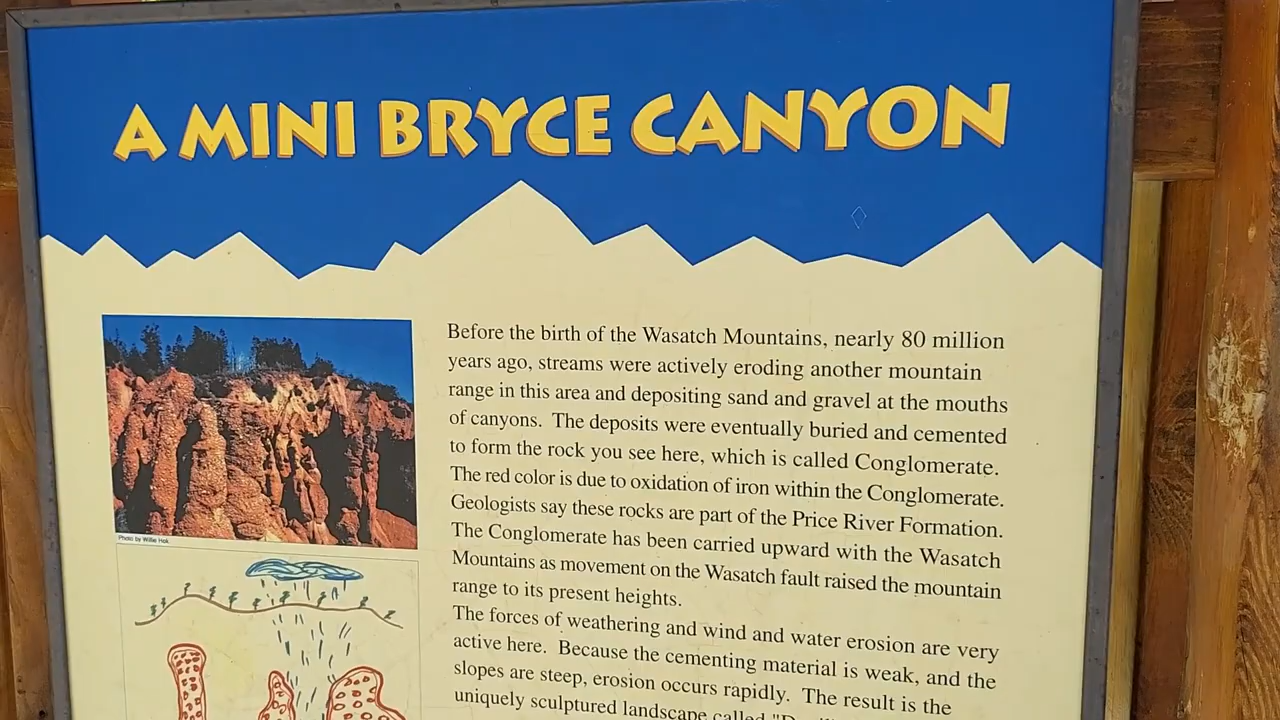 A MINI BRYCE CANYON
Before the birth of the Wasatch Mountains, nearly 80 million
years ago, streams were actively eroding another mountain
range in this area and depositing sand and gravel at the mouths
of canyons. The deposits were eventually buried and cemented
to form the rock you see here, which is called Conglomerate.
The red color is due to oxidation of iron within the Conglomerate.
Geologists say these rocks are part of the Price River Formation.
The Conglomerate has been carried upward with the Wasatch
Mountains as movement on the Wasatch fault raised the mountain
range to its present heights.
The forces of weathering and wind and water erosion are very
active here. Because the cementing material is weak, and the
slopes are steep, erosion occurs rapidly. The result is the
uniquely sculptured landscape called
Photo by Willie